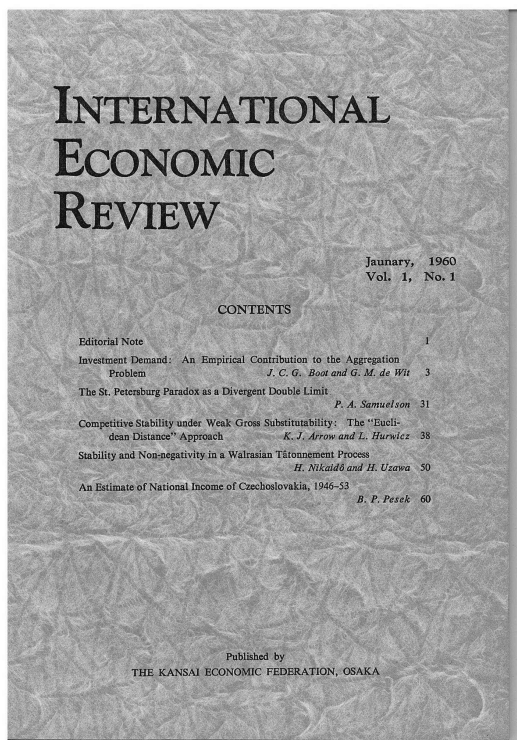 INTERNATIONAL
ECONOMIC
REVIEW
Jaunary, 1960
Vol. 1, No. 1
CONTENTS
Editorial Note 1
Investment Demand: An Empirical Contribution to the Aggregation
Problem J. C. G. Boot and G. M. de Wit 3
The St. Petersburg Paradox as a Divergent Double Limit
P. A. Samuelson 31
Competitive Stability under Weak Gross Substitutability: The "Eucli-
dean Distance" Approach K. J. Arrow and L. Hurwicz 38
Stability and Non-negativity in a Walrasian Tâtonnement Process
H. Nikaidô and H. Uzawa 50
An Estimate of National Income of Czechoslovakia, 1946-53
B. P. Pesek 60
Published by
THE KANSAI ECONOMIC FEDERATION, OSAKA